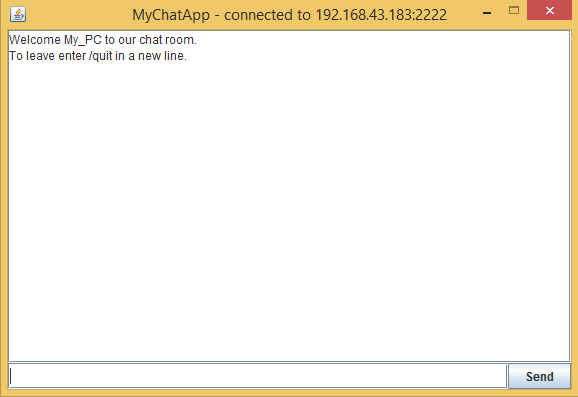 MyChatApp - connected to 192.168.43.183:2222
Welcome My_PC to our chat room.
To leave enter /quit in a new line.
Send